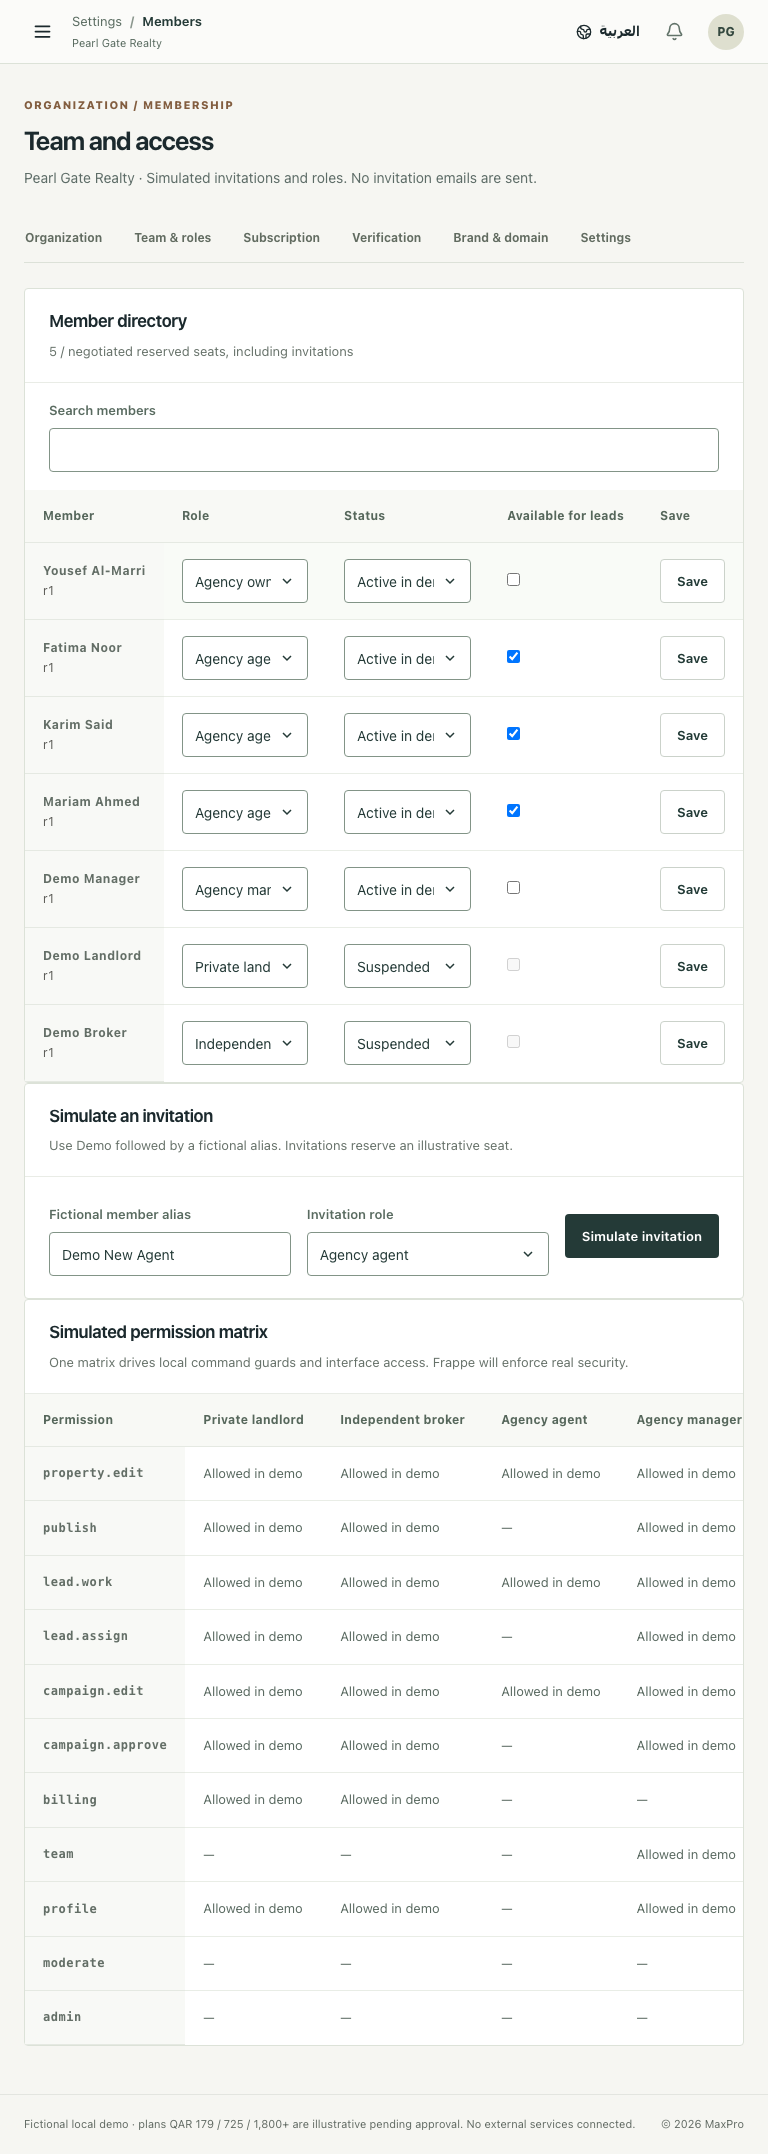 Settings / Members
Pearl Gate Realty
العربية
PG
ORGANIZATION / MEMBERSHIP
Team and access
Pearl Gate Realty · Simulated invitations and roles. No invitation emails are sent.
Organization Team & roles Subscription Verification Brand & domain Settings
Member directory
5 / negotiated reserved seats, including invitations
Search members
Member Role Status Available for leads Save
Yousef Al-Marri
r1
Agency owr Active in der Save
Fatima Noor
r1
Agency age Active in der Save
Karim Said
r1
Agency age Active in der Save
Mariam Ahmed
r1
Agency age Active in der Save
Demo Manager
r1
Agency mar Active in der Save
Demo Landlord
r1
Private land Suspended Save
Demo Broker
r1
Independen Suspended Save
Simulate an invitation
Use Demo followed by a fictional alias. Invitations reserve an illustrative seat.
Fictional member alias Invitation role
Demo New Agent Agency agent Simulate invitation
Simulated permission matrix
One matrix drives local command guards and interface access. Frappe will enforce real security.
Permission Private landlord Independent broker Agency agent Agency manager
property.edit Allowed in demo Allowed in demo Allowed in demo Allowed in demo
publish Allowed in demo Allowed in demo — Allowed in demo
lead.work Allowed in demo Allowed in demo Allowed in demo Allowed in demo
lead.assign Allowed in demo Allowed in demo — Allowed in demo
campaign.edit Allowed in demo Allowed in demo Allowed in demo Allowed in demo
campaign.approve Allowed in demo Allowed in demo — Allowed in demo
billing Allowed in demo Allowed in demo — —
team — — — Allowed in demo
profile Allowed in demo Allowed in demo — Allowed in demo
moderate — — — —
admin — — — —
Fictional local demo · plans QAR 179 / 725 / 1,800+ are illustrative pending approval. No external services connected. © 2026 MaxPro